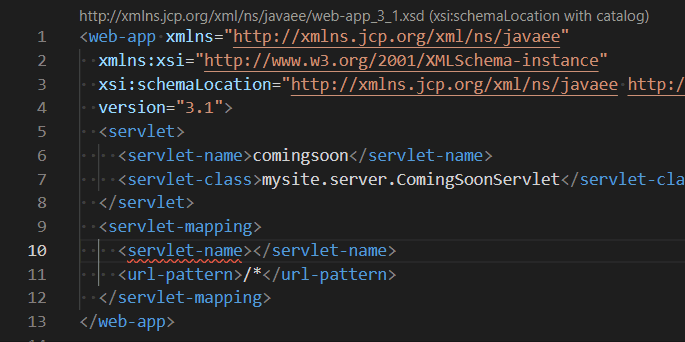 http://xmlns.jcp.org/xml/ns/javaee/web-app_3_1.xsd (xsi:schemaLocation with catalog)
1 <web-app xmlns="http://xmlns.jcp.org/xml/ns/javaee"
2 xmlns:xsi="http://www.w3.org/2001/XMLSchema-instance"
3 xsi:schemaLocation="http://xmlns.jcp.org/xml/ns/javaee http:/
4 version="3.1">
5 <servlet>
6 <servlet-name>comingsoon</servlet-name>
7 <servlet-class>mysite.server.ComingSoonServlet</servlet-cla
8 </servlet>
9 <servlet-mapping>
10 <servlet-name></servlet-name>
11 <url-pattern>/*</url-pattern>
12 </servlet-mapping>
13 </web-app>